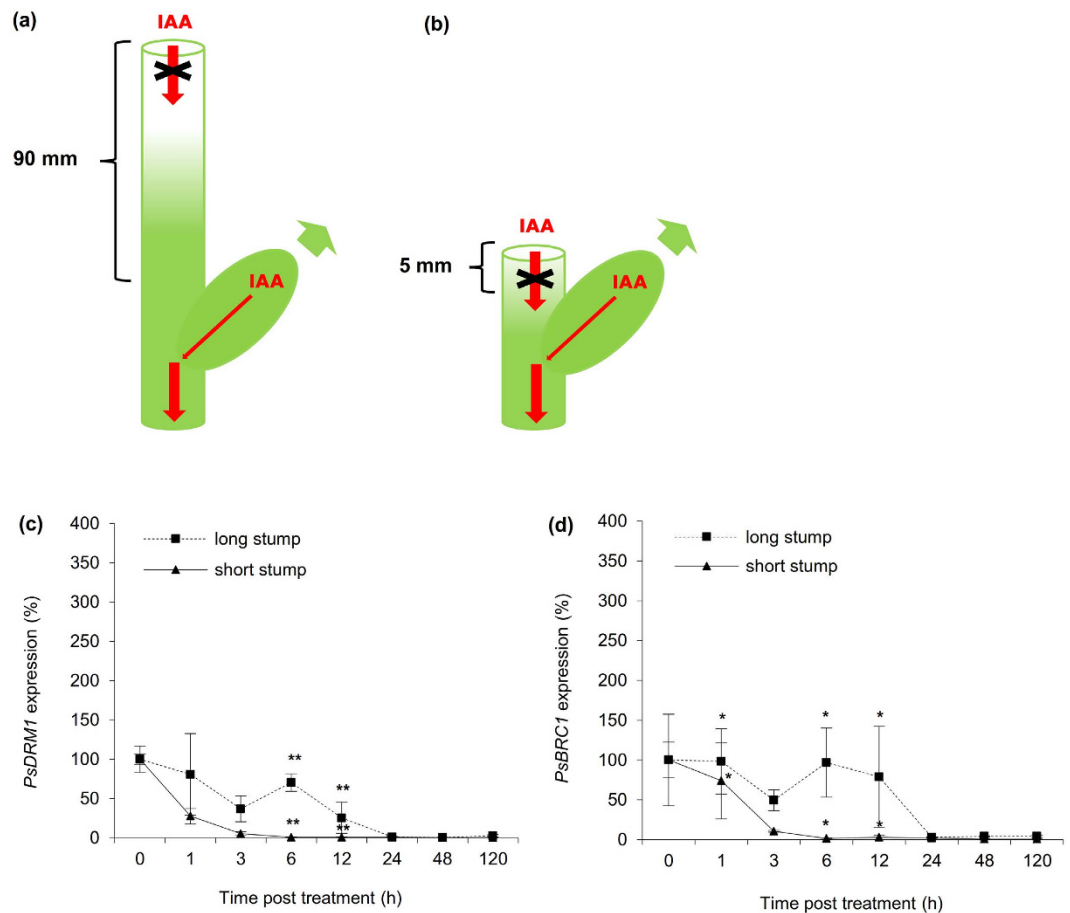 (a)
IAA
90 mm
IAA
(b)
IAA
5 mm
IAA
(c)
400
350
300
250
200
150
100
50
0
PsDRM1 expression (%)
long stump
short stump
** **
** **
0 1 3 6 12 24 48 120
Time post treatment (h)
(d)
400
350
300
250
200
150
100
50
0
PsBRC1 expression (%)
long stump
short stump
* * *
* * *
0 1 3 6 12 24 48 120
Time post treatment (h)